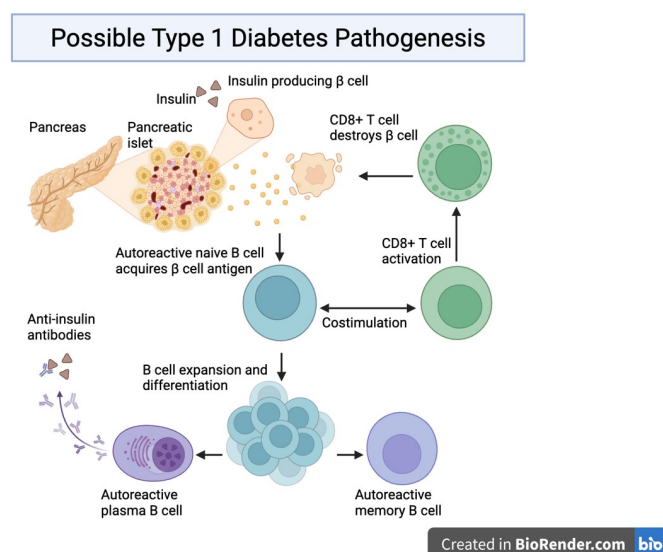 Possible Type 1 Diabetes Pathogenesis
Insulin producing β cell
Insulin
Pancreas
Pancreatic
islet
CD8+ T cell
destroys β cell
Autoreactive naive B cell
acquires β cell antigen
CD8+ T cell
activation
Costimulation
Anti-insulin
antibodies
B cell expansion and
differentiation
Autoreactive
plasma B cell
Autoreactive
memory B cell
Created in BioRender.com bio